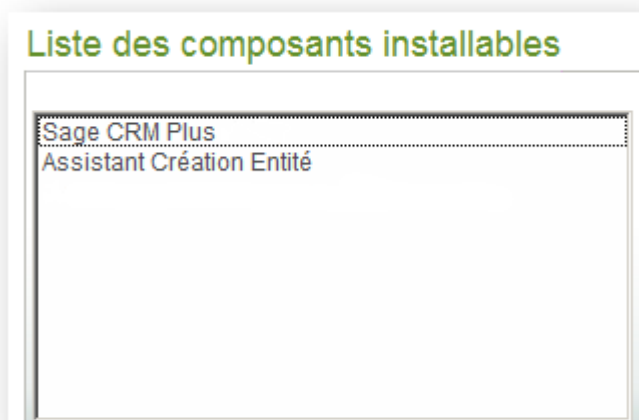 Liste des composants installables
Sage CRM Plus
Assistant Création Entité